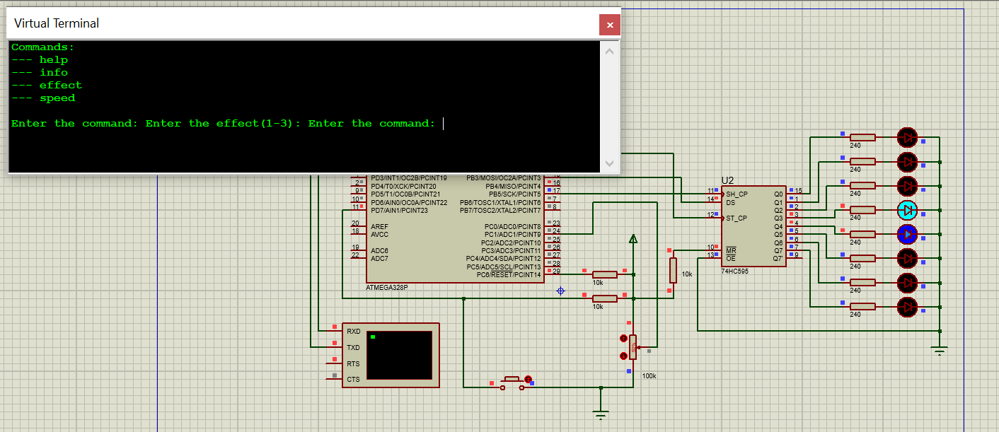 Virtual Terminal
Commands:
--- help
--- info
--- effect
--- speed
Enter the command: Enter the effect(1-3): Enter the command:
PD3/INT1/OC2B/PCINT19
PB3/MOSI/OC2A/PCINT3
2
PD4/T0/XCK/PCINT20
PB4/MISO/PCINT4
16
9
PD5/T1/OC0B/PCINT21
PB5/SCK/PCINT5
17
10
PD6/AIN0/OC0A/PCINT22
PB6/TOSC1/XTAL1/PCINT6
7
11
PD7/AIN1/PCINT23
PB7/TOSC2/XTAL2/PCINT7
8
20
AREF
PC0/ADC0/PCINT8
23
18
AVCC
PC1/ADC1/PCINT9
24
PC2/ADC2/PCINT10
25
19
ADC6
PC3/ADC3/PCINT11
26
22
ADC7
PC4/ADC4/SDA/PCINT12
27
PC5/ADC5/SCL/PCINT13
28
PC6/RESET/PCINT14
29
ATMEGA328P
10k
10k
10k
100k
RXD
TXD
RTS
CTS
U2
11
SH_CP
Q0
15
14
DS
Q1
1
Q2
2
12
ST_CP
Q3
3
Q4
4
Q5
5
Q6
6
10
MR
Q7
7
13
OE
Q7'
9
74HC595
240
240
240
240
240
240
240
240